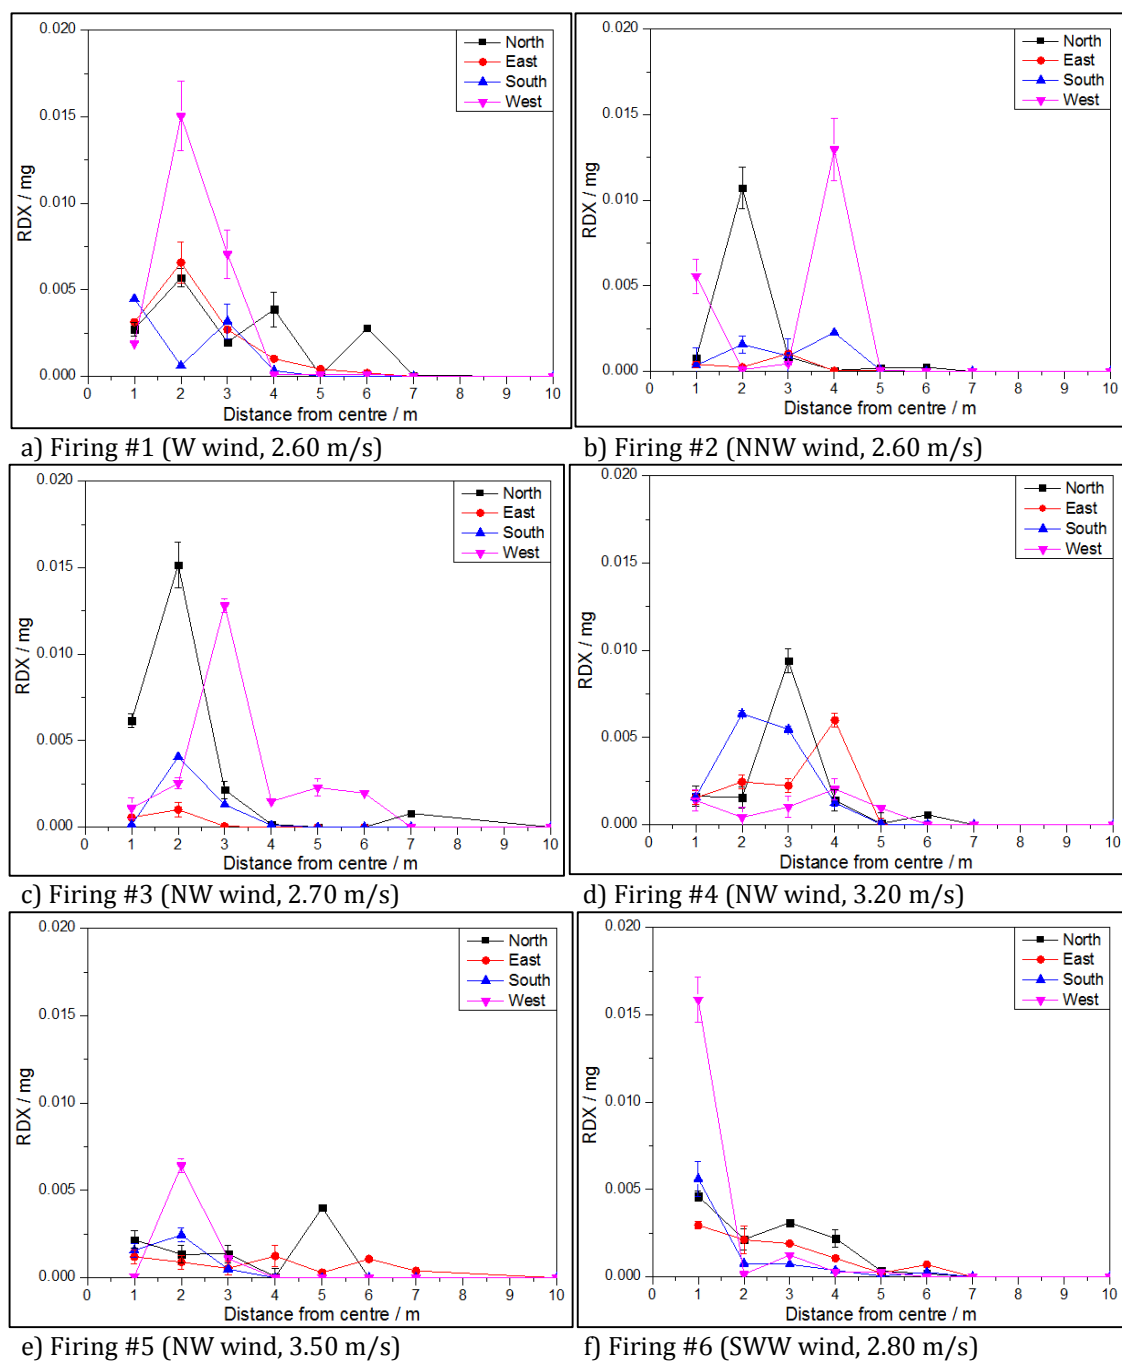 0.020
0.015
0.010
0.005
0.000
RDX / mg
North
East
South
West
0 1 2 3 4 5 6 7 8 9 10
Distance from centre / m
a) Firing #1 (W wind, 2.60 m/s)
0.020
0.015
0.010
0.005
0.000
RDX / mg
North
East
South
West
0 1 2 3 4 5 6 7 8 9 10
Distance from centre / m
b) Firing #2 (NNW wind, 2.60 m/s)
0.020
0.015
0.010
0.005
0.000
RDX / mg
North
East
South
West
0 1 2 3 4 5 6 7 8 9 10
Distance from centre / m
c) Firing #3 (NW wind, 2.70 m/s)
0.020
0.015
0.010
0.005
0.000
RDX / mg
North
East
South
West
0 1 2 3 4 5 6 7 8 9 10
Distance from centre / m
d) Firing #4 (NW wind, 3.20 m/s)
0.020
0.015
0.010
0.005
0.000
RDX / mg
North
East
South
West
0 1 2 3 4 5 6 7 8 9 10
Distance from centre / m
e) Firing #5 (NW wind, 3.50 m/s)
0.020
0.015
0.010
0.005
0.000
RDX / mg
North
East
South
West
0 1 2 3 4 5 6 7 8 9 10
Distance from centre / m
f) Firing #6 (SWW wind, 2.80 m/s)